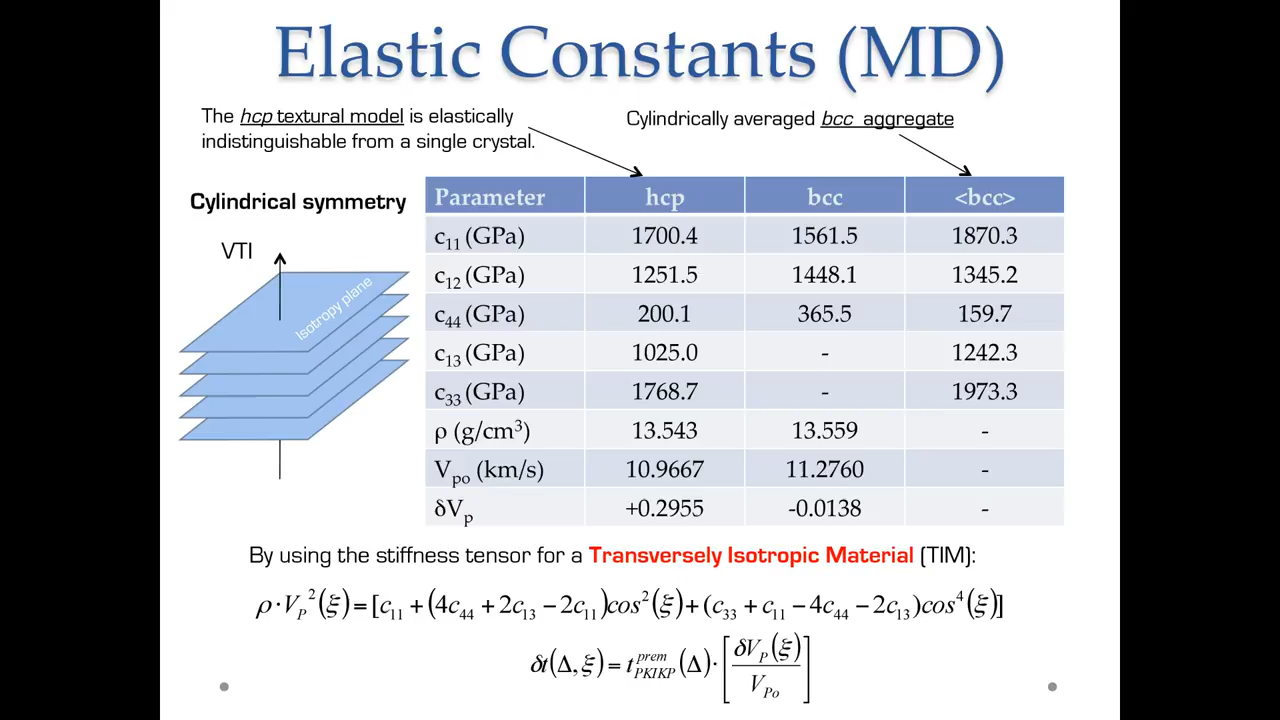 Elastic Constants (MD)
The hcp textural model is elastically
indistinguishable from a single crystal.
Cylindrically averaged bcc aggregate
Cylindrical symmetry
VTI
Isotropy plane
Parameter hcp bcc <bcc>
c₁₁ (GPa) 1700.4 1561.5 1870.3
c₁₂ (GPa) 1251.5 1448.1 1345.2
c₄₄ (GPa) 200.1 365.5 159.7
c₁₃ (GPa) 1025.0 - 1242.3
c₃₃ (GPa) 1768.7 - 1973.3
ρ (g/cm³) 13.543 13.559 -
Vₚₒ (km/s) 10.9667 11.2760 -
δVₚ +0.2955 -0.0138 -
By using the stiffness tensor for a Transversely Isotropic Material (TIM):
ρ · V_P²(ξ) = [c₁₁ + (4c₄₄ + 2c₁₃ − 2c₁₁)cos²(ξ) + (c₃₃ + c₁₁ − 4c₄₄ − 2c₁₃)cos⁴(ξ)]
δt(Δ,ξ) = t_PKIKP^prem(Δ) · [δV_P(ξ) / V_Po]